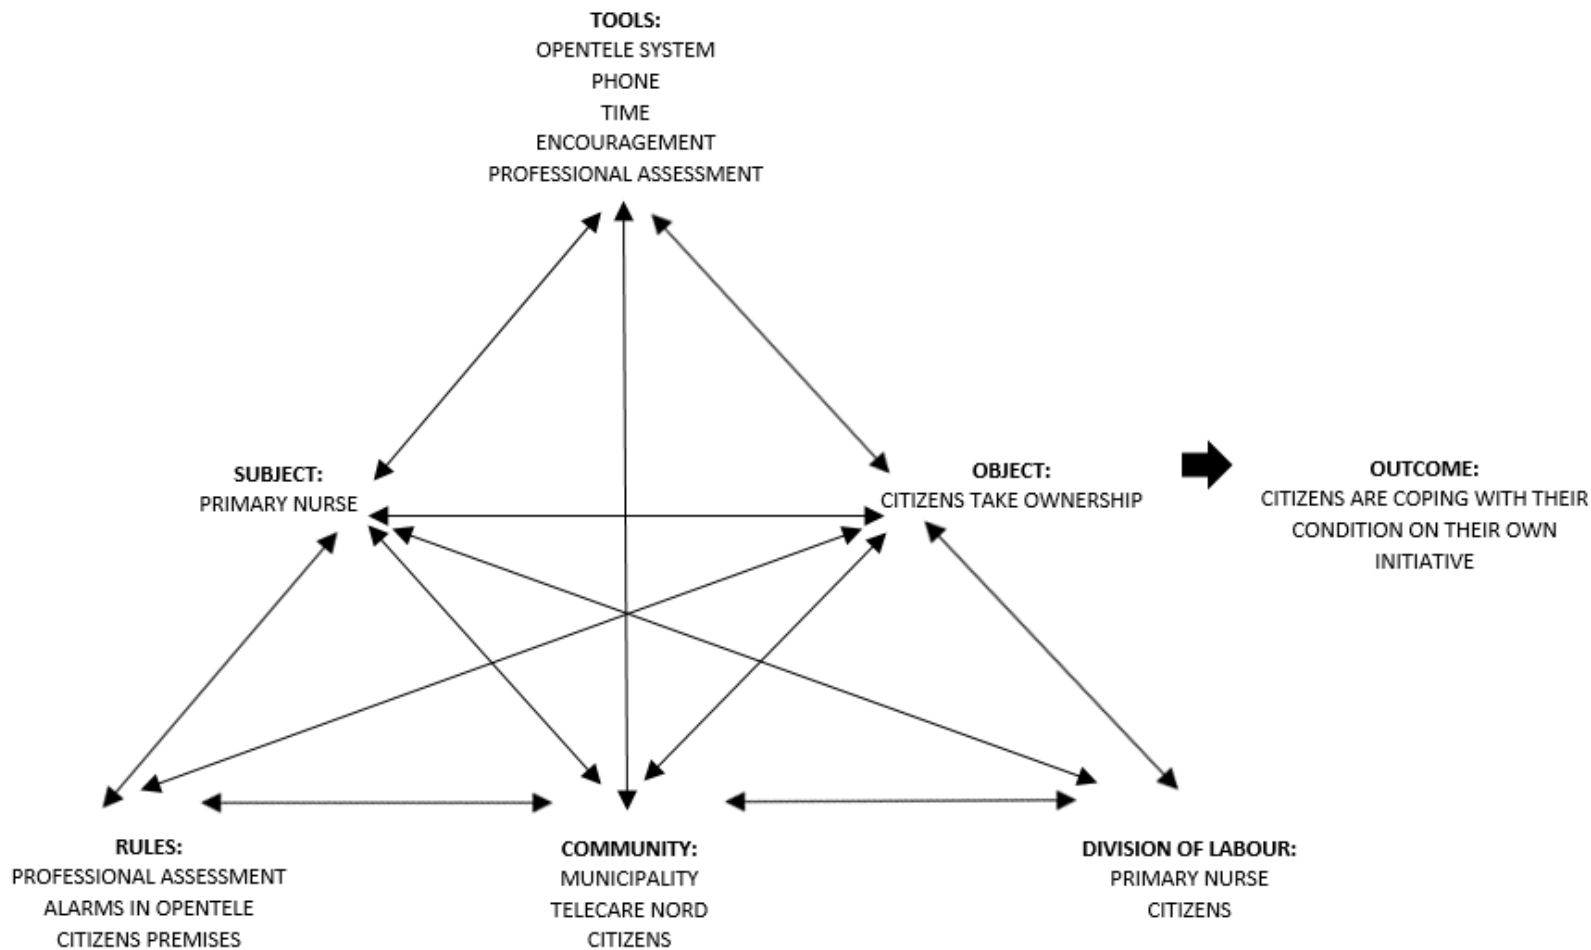 TOOLS:
OPENTELE SYSTEM
PHONE
TIME
ENCOURAGEMENT
PROFESSIONAL ASSESSMENT
SUBJECT:
PRIMARY NURSE
OBJECT:
CITIZENS TAKE OWNERSHIP
OUTCOME:
CITIZENS ARE COPING WITH THEIR
CONDITION ON THEIR OWN
INITIATIVE
RULES:
PROFESSIONAL ASSESSMENT
ALARMS IN OPENTELE
CITIZENS PREMISES
COMMUNITY:
MUNICIPALITY
TELECARE NORD
CITIZENS
DIVISION OF LABOUR:
PRIMARY NURSE
CITIZENS